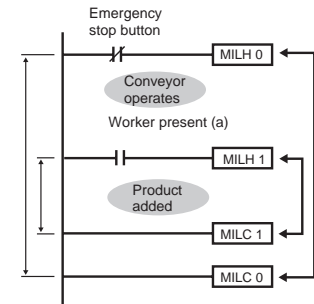 Emergency
stop button
MILH 0
Conveyor
operates
Worker present (a)
MILH 1
Product
added
MILC 1
MILC 0